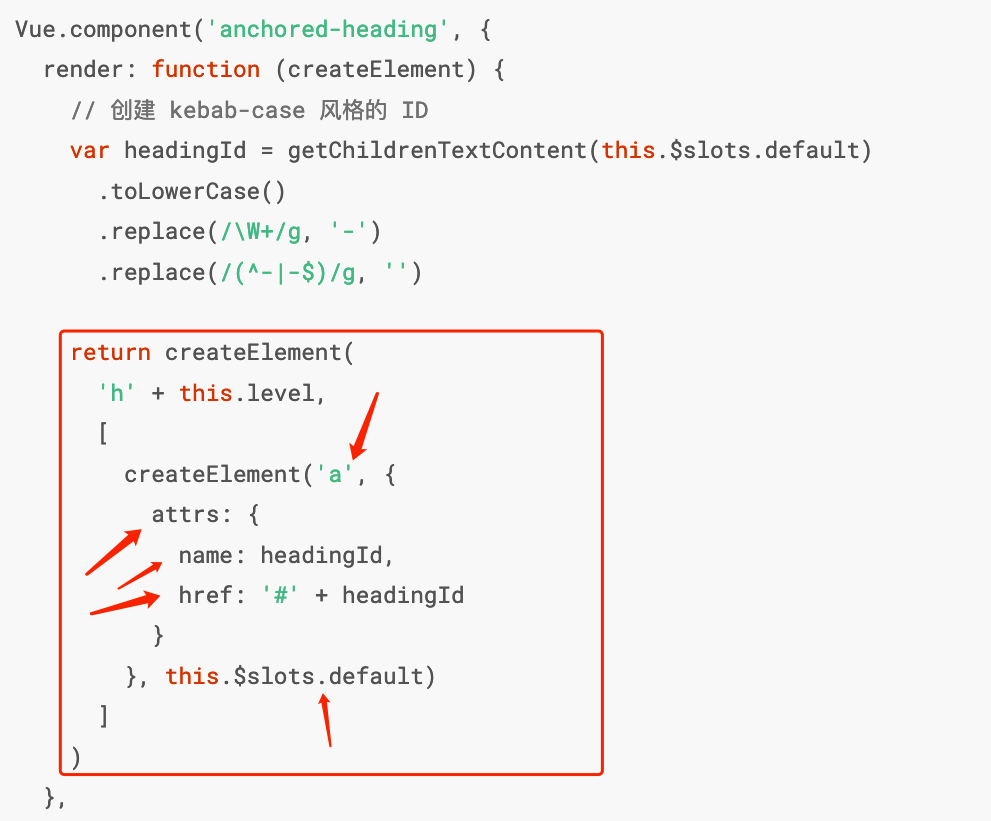 Vue.component('anchored-heading', {
  render: function (createElement) {
    // 创建 kebab-case 风格的 ID
    var headingId = getChildrenTextContent(this.$slots.default)
      .toLowerCase()
      .replace(/\W+/g, '-')
      .replace(/(^-|-$)/g, '')

    return createElement(
      'h' + this.level,
      [
        createElement('a', {
          attrs: {
            name: headingId,
            href: '#' + headingId
          }
        }, this.$slots.default)
      ]
    )
  },